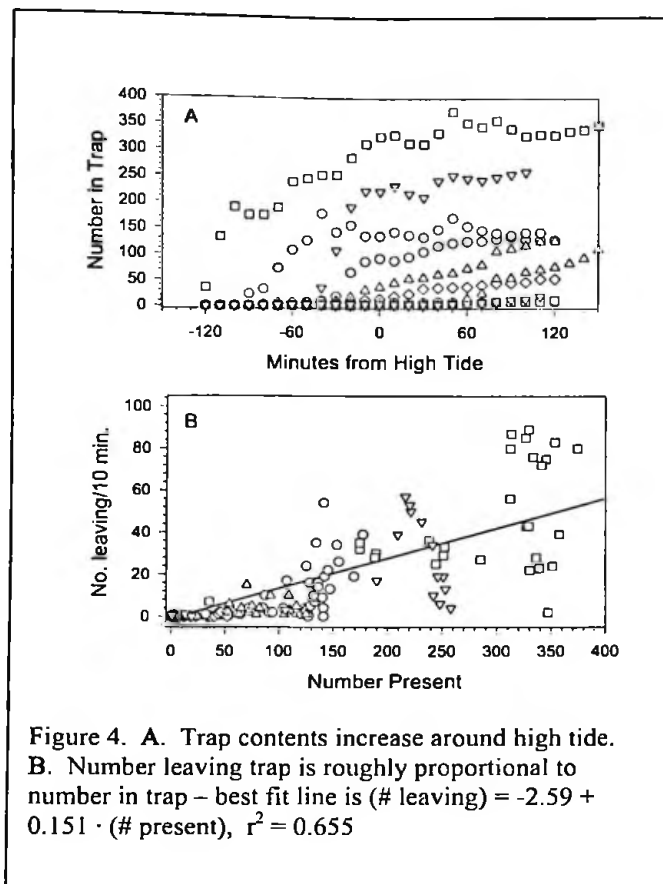 A
400
350
300
250
200
150
100
50
0
Number in Trap
-120 -60 0 60 120
Minutes from High Tide
B
100
80
60
40
20
0
No. leaving/10 min.
0 50 100 150 200 250 300 350 400
Number Present
Figure 4. A. Trap contents increase around high tide.
B. Number leaving trap is roughly proportional to
number in trap – best fit line is (# leaving) = -2.59 +
0.151 · (# present), r² = 0.655